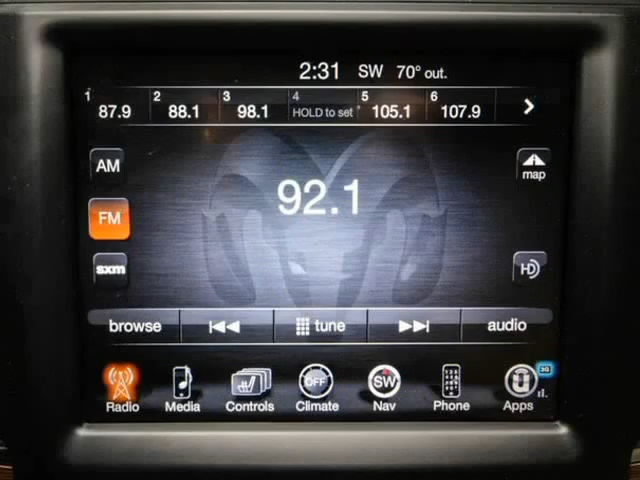 2:31 SW 70° out.
1 2 3 4 5 6
87.9 88.1 98.1 HOLD to set 105.1 107.9
AM
map
92.1
FM
sxm
HD
browse tune audio
OFF SW U 3G
Radio Media Controls Climate Nav Phone Apps